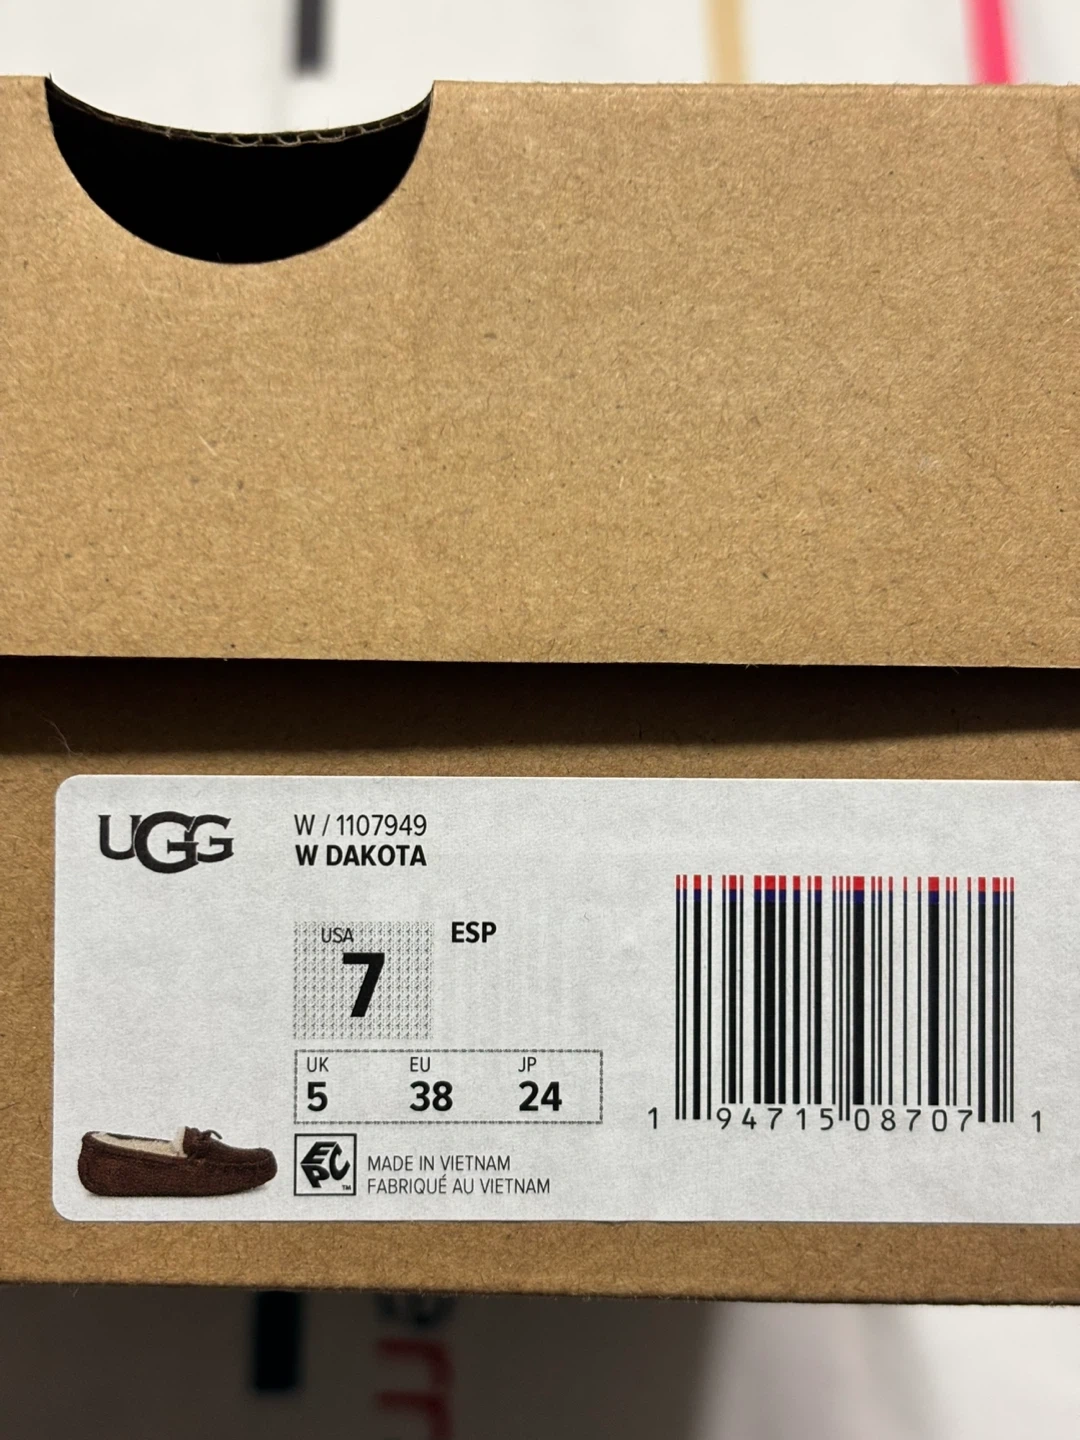 UGG
W / 1107949
W DAKOTA
USA
7
ESP
UK EU JP
5 38 24
EPC™
MADE IN VIETNAM
FABRIQUÉ AU VIETNAM
1 94715 08707 1